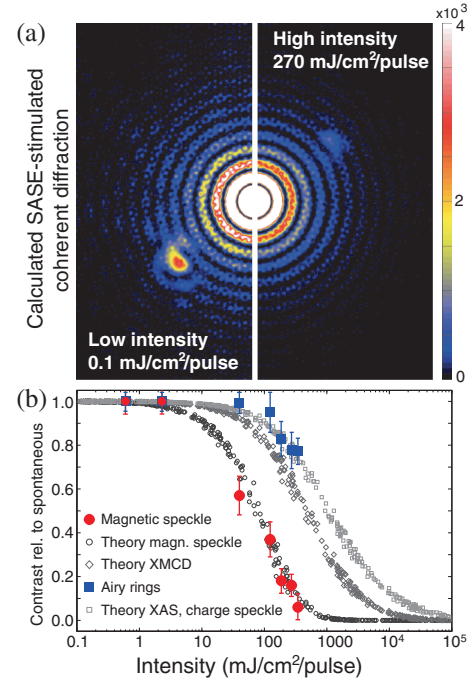 (a)
High intensity
270 mJ/cm²/pulse
x10³
4
2
0
Calculated SASE-stimulated
coherent diffraction
Low intensity
0.1 mJ/cm²/pulse
(b)
Contrast rel. to spontaneous
1.0
0.8
0.6
0.4
0.2
0.0
Magnetic speckle
Theory magn. speckle
Theory XMCD
Airy rings
Theory XAS, charge speckle
0.1 1 10 100 1000 10⁴ 10⁵
Intensity (mJ/cm²/pulse)